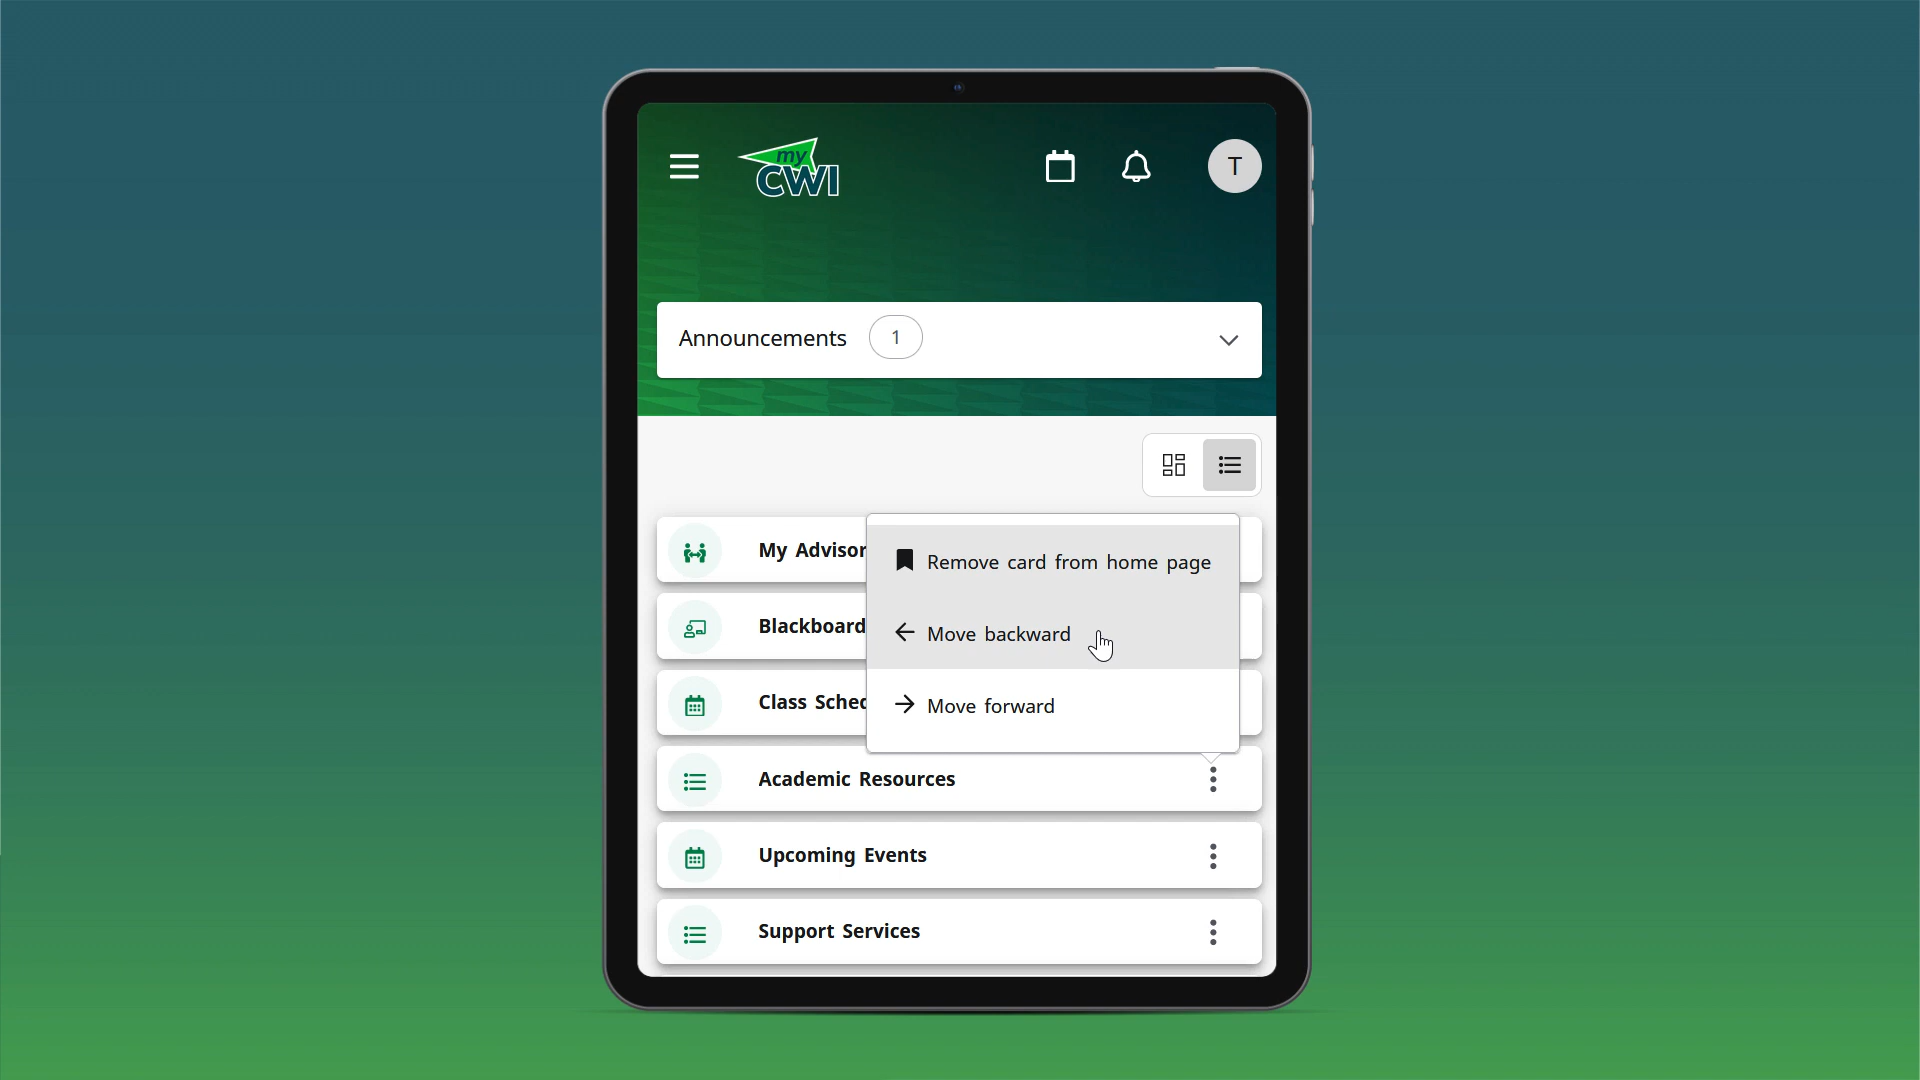 my
CWI
T
Announcements 1
My Advisor
Remove card from home page
Blackboard
Move backward
Class Sched
Move forward
Academic Resources
Upcoming Events
Support Services